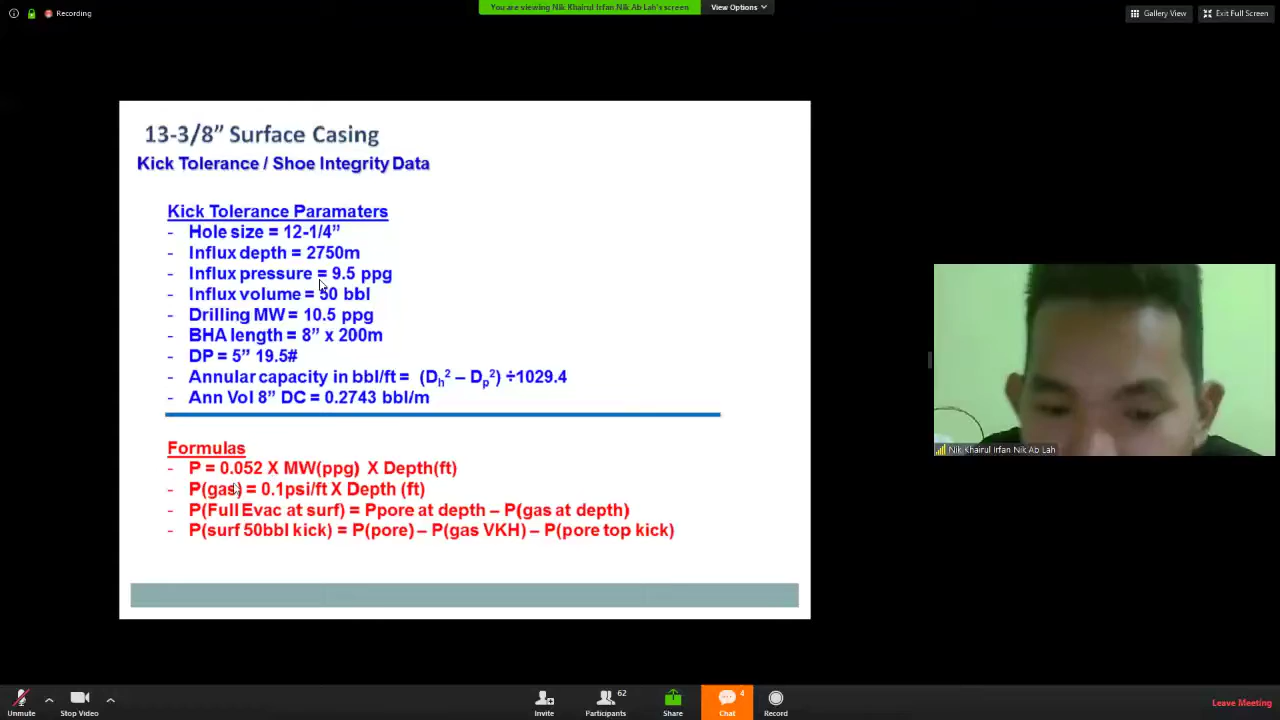 Recording
You are viewing Nik Khairul Irfan Nik Ab Lah's screen
View Options
Gallery View
Exit Full Screen
13-3/8” Surface Casing
Kick Tolerance / Shoe Integrity Data
Kick Tolerance Paramaters
- Hole size = 12-1/4”
- Influx depth = 2750m
- Influx pressure = 9.5 ppg
- Influx volume = 50 bbl
- Drilling MW = 10.5 ppg
- BHA length = 8” x 200m
- DP = 5” 19.5#
- Annular capacity in bbl/ft = (Dh² – Dp²) ÷1029.4
- Ann Vol 8” DC = 0.2743 bbl/m
Formulas
- P = 0.052 X MW(ppg) X Depth(ft)
- P(gas) = 0.1psi/ft X Depth (ft)
- P(Full Evac at surf) = Ppore at depth – P(gas at depth)
- P(surf 50bbl kick) = P(pore) – P(gas VKH) – P(pore top kick)
Nik Khairul Irfan Nik Ab Lah
Unmute
Stop Video
Invite
62
Participants
Share
4
Chat
Record
Leave Meeting